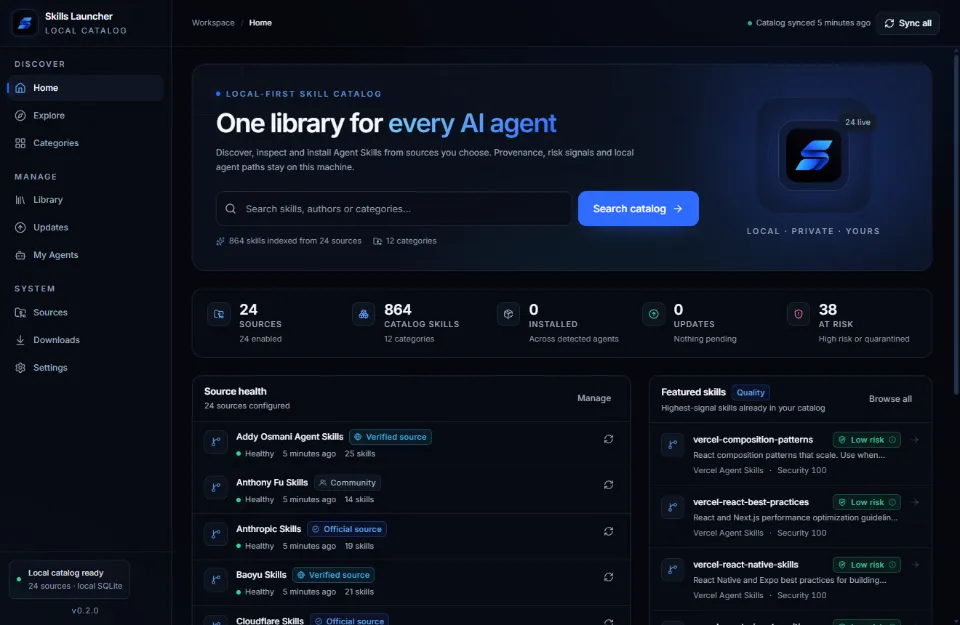 Skills Launcher
LOCAL CATALOG
DISCOVER
Home
Explore
Categories
MANAGE
Library
Updates
My Agents
SYSTEM
Sources
Downloads
Settings
Local catalog ready
24 sources · local SQLite
v0.2.0
Workspace / Home
Catalog synced 5 minutes ago
Sync all
LOCAL-FIRST SKILL CATALOG
One library for every AI agent
Discover, inspect and install Agent Skills from sources you choose. Provenance, risk signals and local
agent paths stay on this machine.
Search skills, authors or categories...
Search catalog
864 skills indexed from 24 sources 12 categories
24 live
LOCAL · PRIVATE · YOURS
24
SOURCES
24 enabled
864
CATALOG SKILLS
12 categories
0
INSTALLED
Across detected agents
0
UPDATES
Nothing pending
38
AT RISK
High risk or quarantined
Source health
24 sources configured
Manage
Addy Osmani Agent Skills Verified source
Healthy 5 minutes ago 25 skills
Anthony Fu Skills Community
Healthy 5 minutes ago 14 skills
Anthropic Skills Official source
Healthy 5 minutes ago 19 skills
Baoyu Skills Verified source
Healthy 5 minutes ago 21 skills
Cloudflare Skills Official source
Featured skills Quality
Highest-signal skills already in your catalog
Browse all
vercel-composition-patterns Low risk
React composition patterns that scale. Use when...
Vercel Agent Skills · Security 100
vercel-react-best-practices Low risk
React and Next.js performance optimization guidelin...
Vercel Agent Skills · Security 100
vercel-react-native-skills Low risk
React Native and Expo best practices for building...
Vercel Agent Skills · Security 100